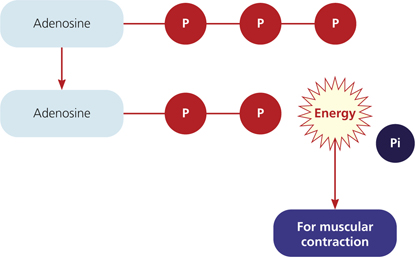 Adenosine P P P
Adenosine P P Energy
Pi
For muscular
contraction